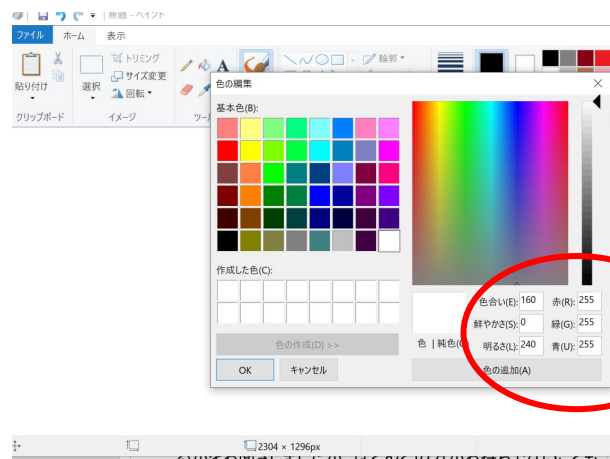 無題 - ペイント
ファイル ホーム 表示
トリミング
サイズ変更
回転
貼り付け
選択
A
輪郭
クリップボード
イメージ
ツール
色の編集
基本色(B):
作成した色(C):
色合い(E): 160 赤(R): 255
鮮やかさ(S): 0 緑(G): 255
色 | 純色(O) 明るさ(L): 240 青(U): 255
色の作成(D) >>
OK キャンセル 色の追加(A)
2304 × 1296px